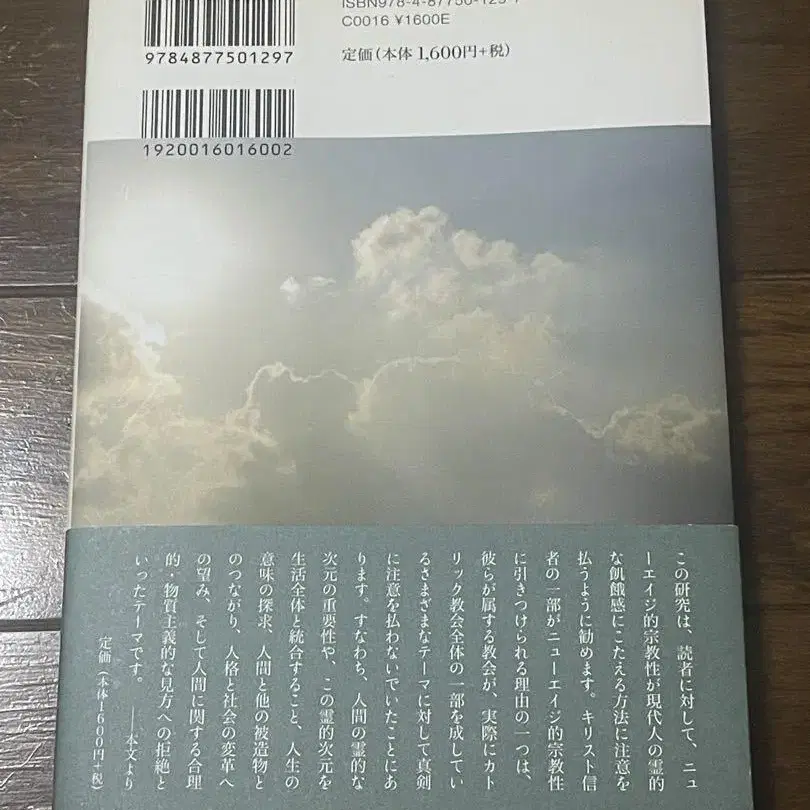 ISBN978-4-87750-129-7
C0016 ¥1600E
9784877501297
定価(本体1,600円+税)
1920016016002
この研究は、読者に対して、ニュ
ーエイジ的宗教性が現代人の霊的
な飢餓感にこたえる方法に注意を
払うように勧めます。キリスト信
者の一部がニューエイジ的宗教性
に引きつけられる理由の一つは、
彼らが属する教会が、実際にカト
リック教会全体の一部を成してい
るさまざまなテーマに対して真剣
に注意を払わないでいたことにあ
ります。すなわち、人間の霊的な
次元の重要性や、この霊的次元を
生活全体と統合すること、人生の
意味の探求、人間と他の被造物と
のつながり、人格と社会の変革へ
の望み、そして人間に関する合理
的・物質主義的な見方への拒絶と
いったテーマです。 ――本文より
定価(本体1600円+税)